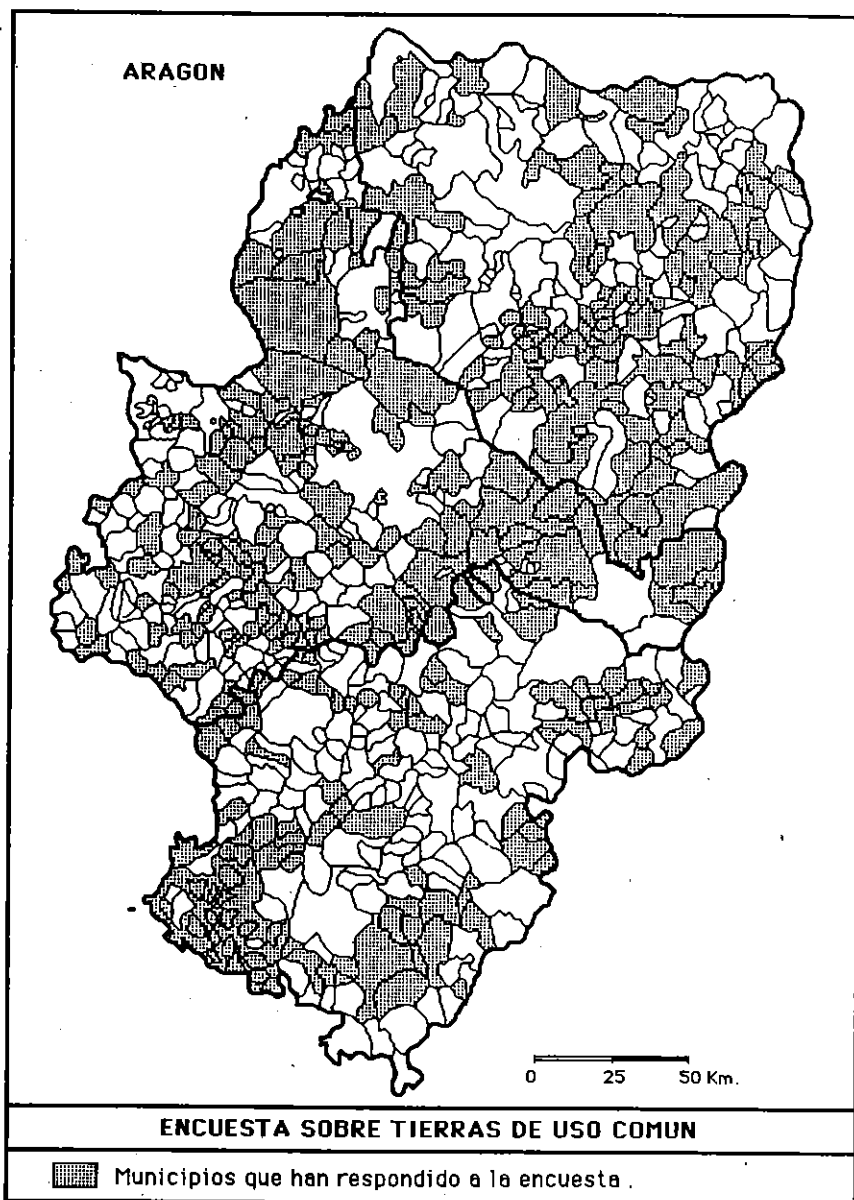 ARAGON
0 25 50 Km.
ENCUESTA SOBRE TIERRAS DE USO COMUN
Municipios que han respondido a la encuesta .